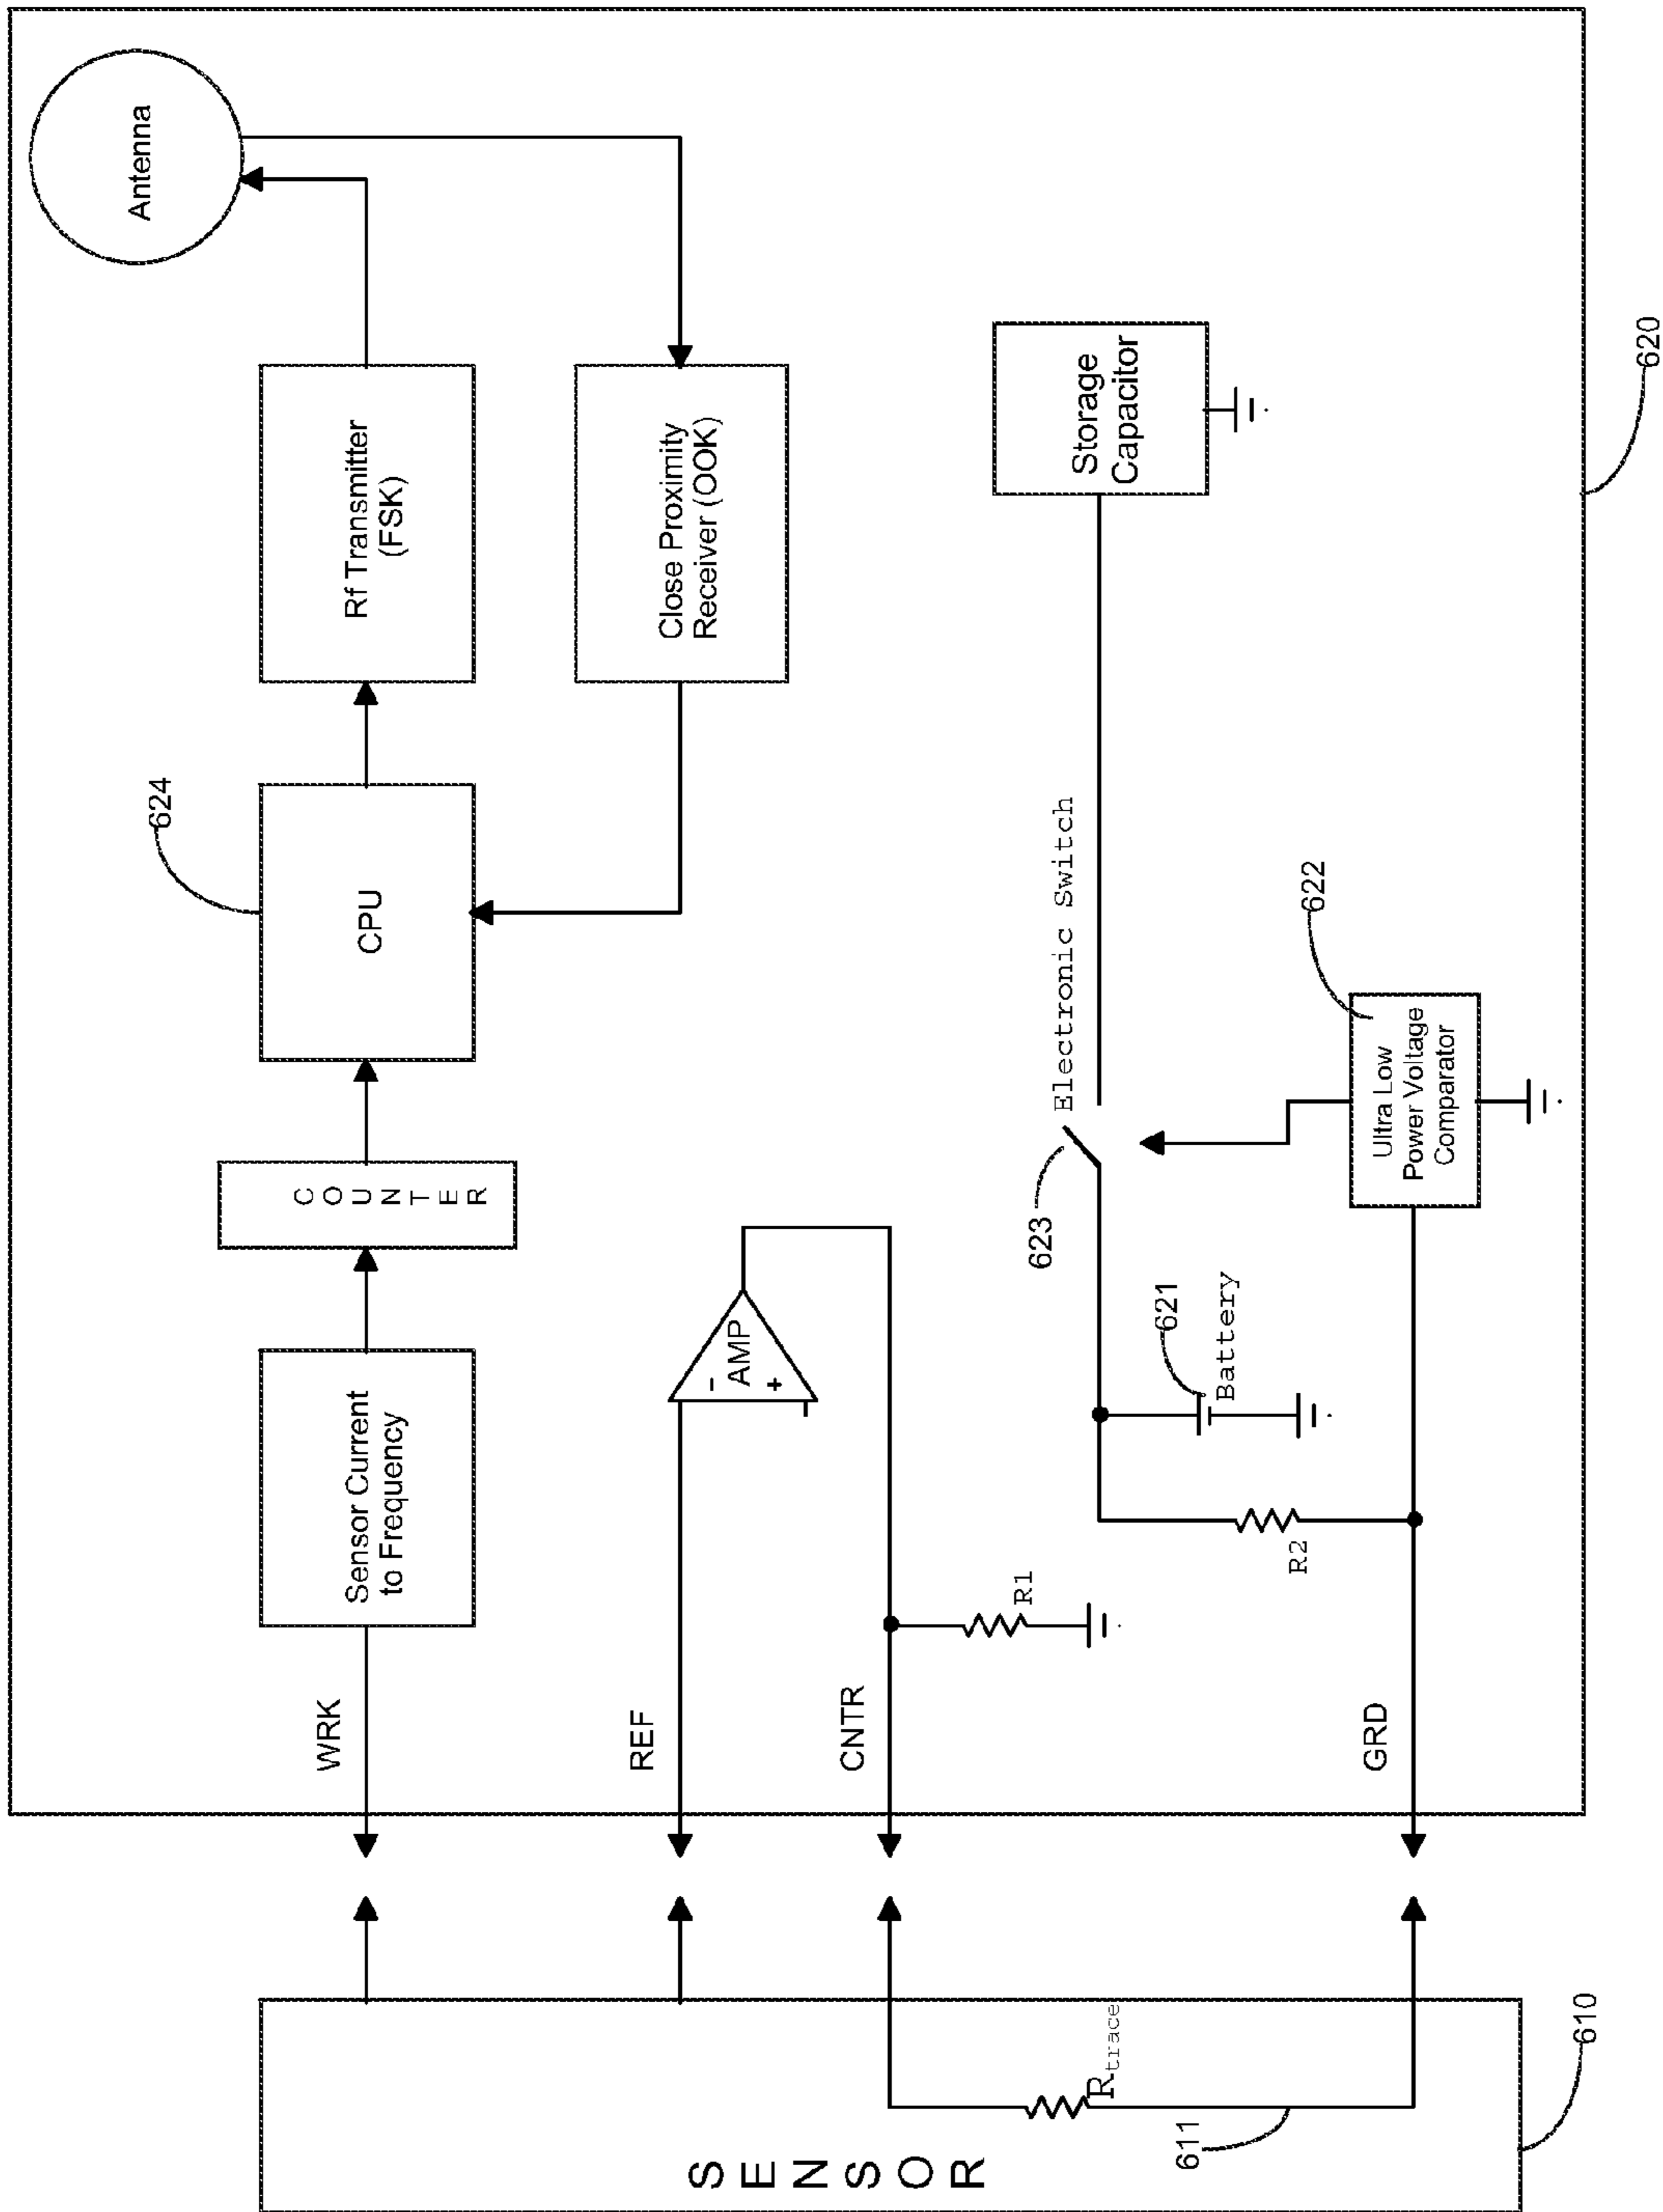 SENSOR
610
611
Rtrace
WRK
REF
CNTR
GRD
Sensor Current
to Frequency
COUNTER
CPU
624
Rf Transmitter
(FSK)
Antenna
Close Proximity
Receiver (OOK)
-
AMP
+
R1
R2
621
Battery
623
Electronic Switch
Storage
Capacitor
622
Ultra Low
Power Voltage
Comparator
620